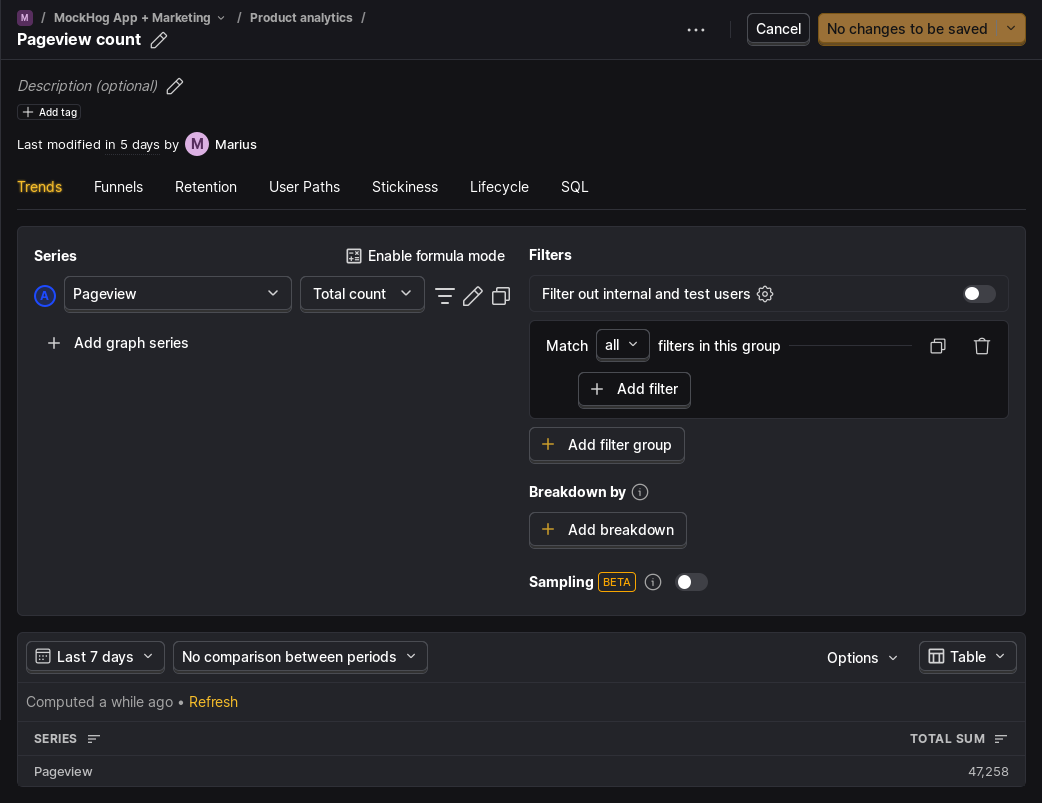 M / MockHog App + Marketing / Product analytics /
Pageview count
Cancel
No changes to be saved
Description (optional)
Add tag
Last modified in 5 days by M Marius
Trends Funnels Retention User Paths Stickiness Lifecycle SQL
Series
Enable formula mode
A Pageview Total count
Add graph series
Filters
Filter out internal and test users
Match all filters in this group
Add filter
Add filter group
Breakdown by
Add breakdown
Sampling BETA
Last 7 days No comparison between periods Options Table
Computed a while ago • Refresh
SERIES TOTAL SUM
Pageview 47,258